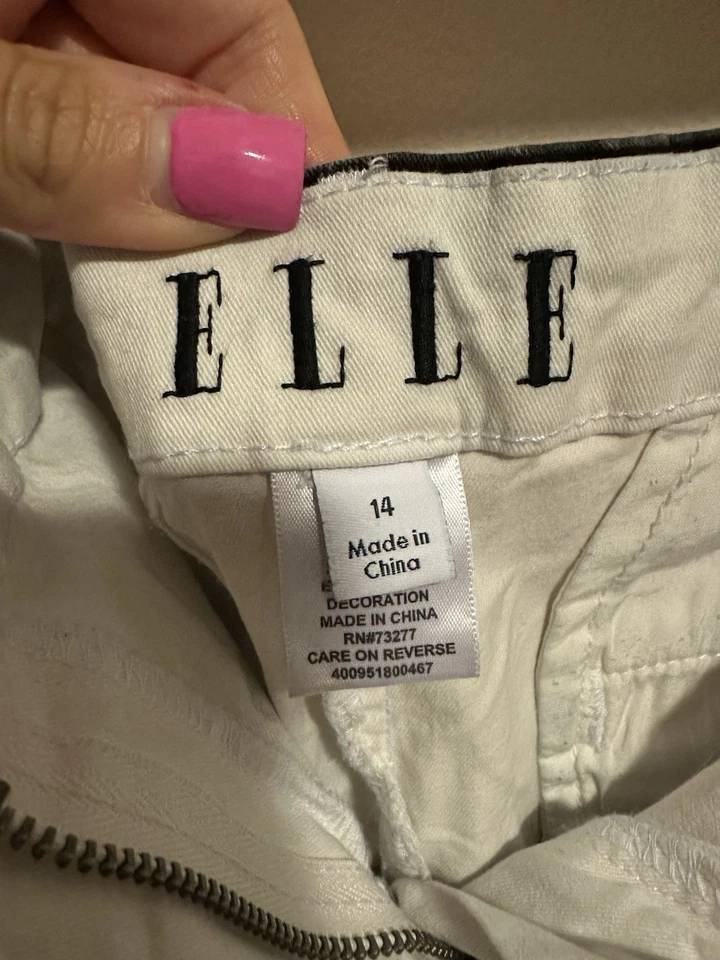 ELLE
14
Made in
China
DECORATION
MADE IN CHINA
RN#73277
CARE ON REVERSE
400951800467